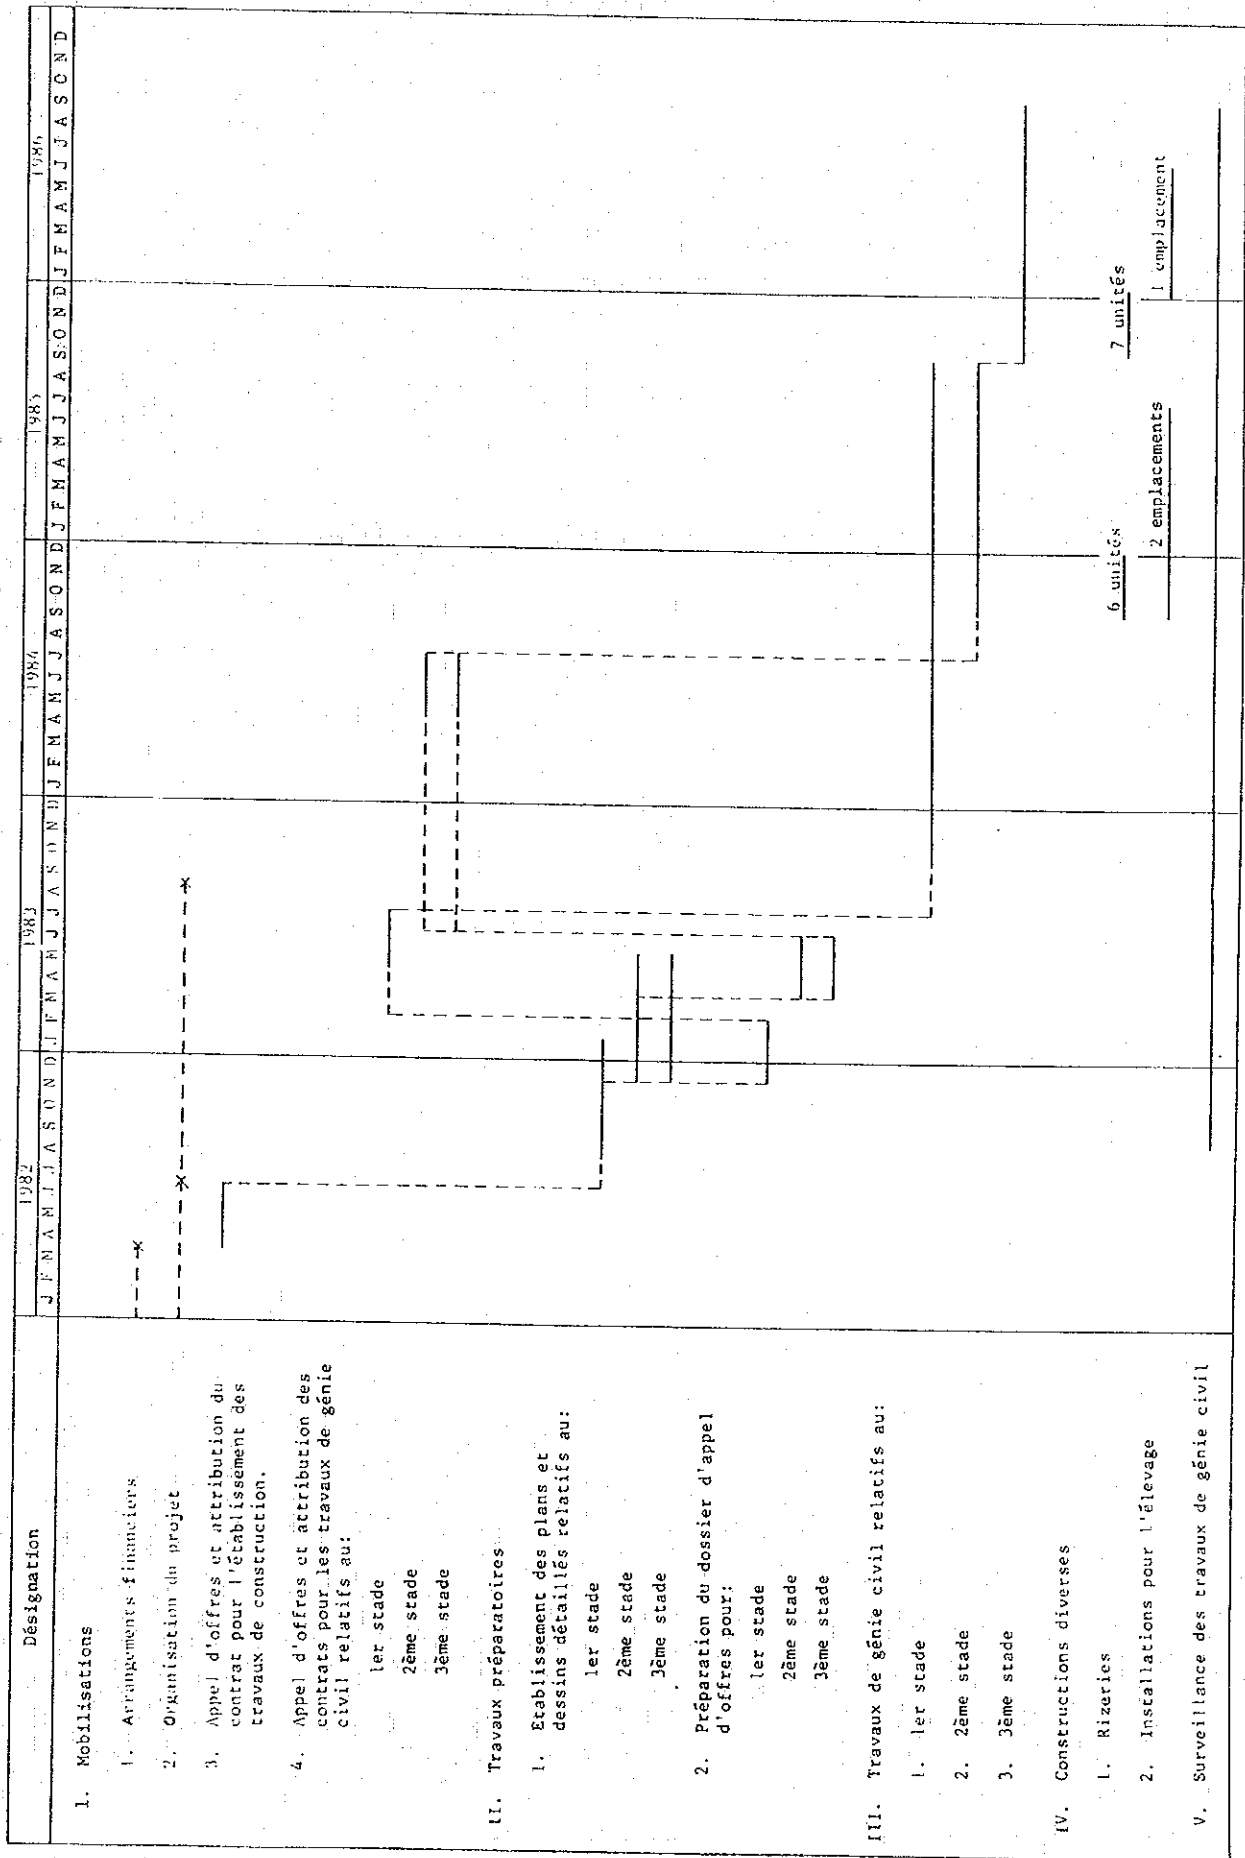 Désignation
1982 1983 1984 1985 1986
J F M A M J J A S O N D J F M A M J J A S O N D J F M A M J J A S O N D J F M A M J J A S O N D J F M A M J J A S O N D
1. Mobilisations
1. Arrangements financiers
2. Organisation du projet
3. Appel d'offres et attribution du
contrat pour l'établissement des
travaux de construction.
4. Appel d'offres et attribution des
contrats pour les travaux de génie
civil relatifs au:
1er stade
2ème stade
3ème stade
II. Travaux préparatoires
1. Etablissement des plans et
dessins détaillés relatifs au:
1er stade
2ème stade
3ème stade
2. Préparation du dossier d'appel
d'offres pour:
1er stade
2ème stade
3ème stade
III. Travaux de génie civil relatifs au:
1. 1er stade
2. 2ème stade
3. 3ème stade
IV. Constructions diverses
1. Rizeries
6 unités
7 unités
2. Installations pour l'élevage
2 emplacements
1 emplacement
V. Surveillance des travaux de génie civil